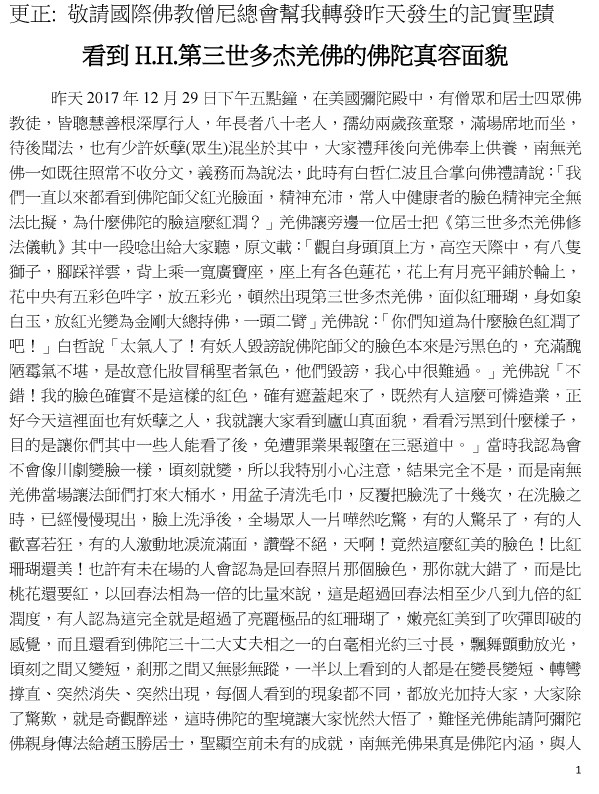 更正: 敬請國際佛教僧尼總會幫我轉發昨天發生的記實聖蹟
看到 H.H.第三世多杰羌佛的佛陀真容面貌
昨天 2017 年 12 月 29 日下午五點鐘，在美國彌陀殿中，有僧眾和居士四眾佛
教徒，皆聰慧善根深厚行人，年長者八十老人，孺幼兩歲孩童聚，滿場席地而坐，
待後聞法，也有少許妖孽(眾生)混坐於其中，大家禮拜後向羌佛奉上供養，南無羌
佛一如既往照常不收分文，義務而為說法，此時有白哲仁波且合掌向佛禮請說：「我
們一直以來都看到佛陀師父紅光臉面，精神充沛，常人中健康者的臉色精神完全無
法比擬，為什麼佛陀的臉這麼紅潤？」羌佛讓旁邊一位居士把《第三世多杰羌佛修
法儀軌》其中一段唸出給大家聽，原文載：「觀自身頭頂上方，高空天際中，有八隻
獅子，腳踩祥雲，背上乘一寬廣寶座，座上有各色蓮花，花上有月亮平鋪於輪上，
花中央有五彩色吽字，放五彩光，頓然出現第三世多杰羌佛，面似紅珊瑚，身如象
白玉，放紅光變為金剛大總持佛，一頭二臂」羌佛說：「你們知道為什麼臉色紅潤了
吧！」白哲說「太氣人了！有妖人毀謗說佛陀師父的臉色本來是污黑色的，充滿醜
陋霉氣不堪，是故意化妝冒稱聖者氣色，他們毀謗，我心中很難過。」羌佛說「不
錯！我的臉色確實不是這樣的紅色，確有遮蓋起來了，既然有人這麼可憐造業，正
好今天這裡面也有妖孽之人，我就讓大家看到廬山真面貌，看看污黑到什麼樣子，
目的是讓你們其中一些人能看了後，免遭罪業果報墮在三惡道中。」當時我認為會
不會像川劇變臉一樣，頃刻就變，所以我特別小心注意，結果完全不是，而是南無
羌佛當場讓法師們打來大桶水，用盆子清洗毛巾，反覆把臉洗了十幾次，在洗臉之
時，已經慢慢現出，臉上洗淨後，全場眾人一片嘩然吃驚，有的人驚呆了，有的人
歡喜若狂，有的人激動地淚流滿面，讚聲不絕，天啊！竟然這麼紅美的臉色！比紅
珊瑚還美！也許有未在場的人會認為是回春照片那個臉色，那你就大錯了，而是比
桃花還要紅，以回春法相為一倍的比量來說，這是超過回春法相至少八到九倍的紅
潤度，有人認為這完全就是超過了亮麗極品的紅珊瑚了，嫩亮紅美到了吹彈即破的
感覺，而且還看到佛陀三十二大丈夫相之一的白毫相光約三寸長，飄舞顫動放光，
頃刻之間又變短，剎那之間又無影無蹤，一半以上看到的人都是在變長變短、轉彎
撐直、突然消失、突然出現，每個人看到的現象都不同，都放光加持大家，大家除
了驚歎，就是奇觀醉迷，這時佛陀的聖境讓大家恍然大悟了，難怪羌佛能請阿彌陀
佛親身傳法給趙玉勝居士，聖顯空前未有的成就，南無羌佛果真是佛陀內涵，與人
1